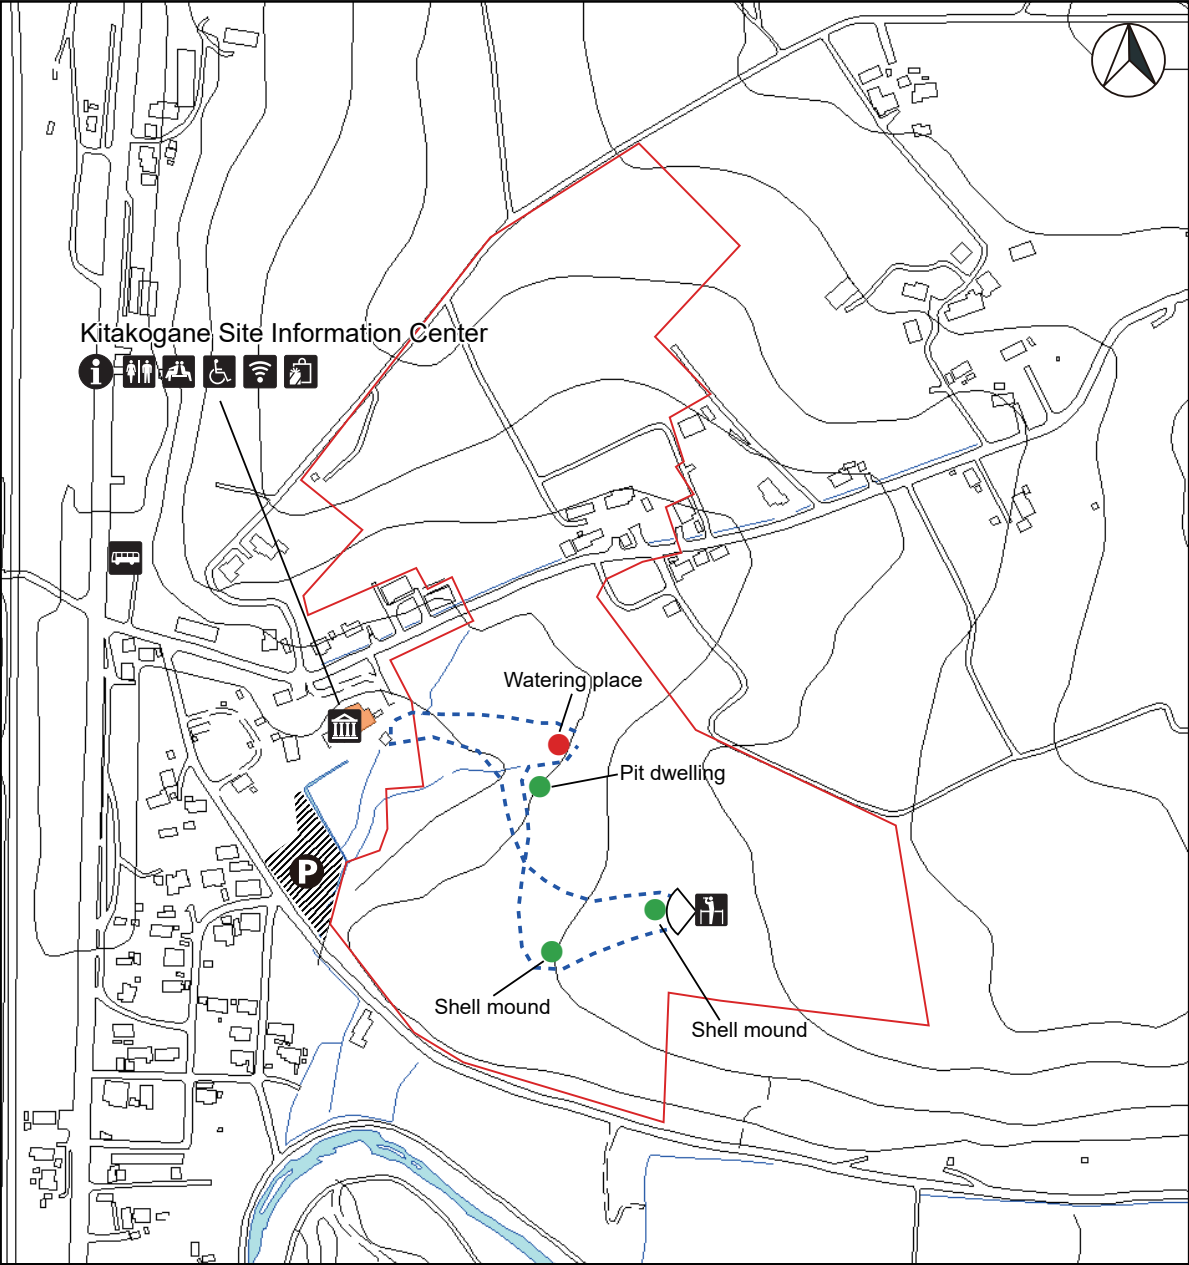 Kitakogane Site Information Center
i
Watering place
Pit dwelling
P
Shell mound
Shell mound